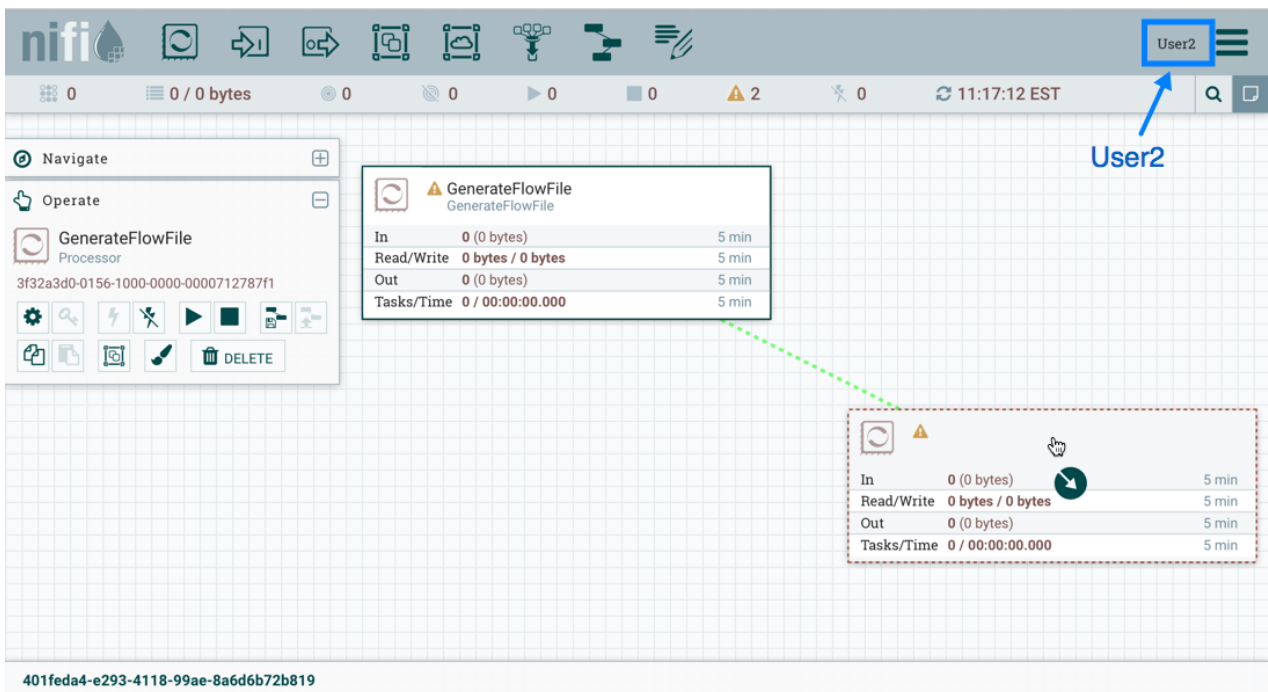 nifi
User2
0
0 / 0 bytes
0
0
0
0
2
0
11:17:12 EST
User2
Navigate
Operate
GenerateFlowFile
Processor
3f32a3d0-0156-1000-0000-0000712787f1
DELETE
GenerateFlowFile
GenerateFlowFile
In 0 (0 bytes) 5 min
Read/Write 0 bytes / 0 bytes 5 min
Out 0 (0 bytes) 5 min
Tasks/Time 0 / 00:00:00.000 5 min
In 0 (0 bytes) 5 min
Read/Write 0 bytes / 0 bytes 5 min
Out 0 (0 bytes) 5 min
Tasks/Time 0 / 00:00:00.000 5 min
401feda4-e293-4118-99ae-8a6d6b72b819